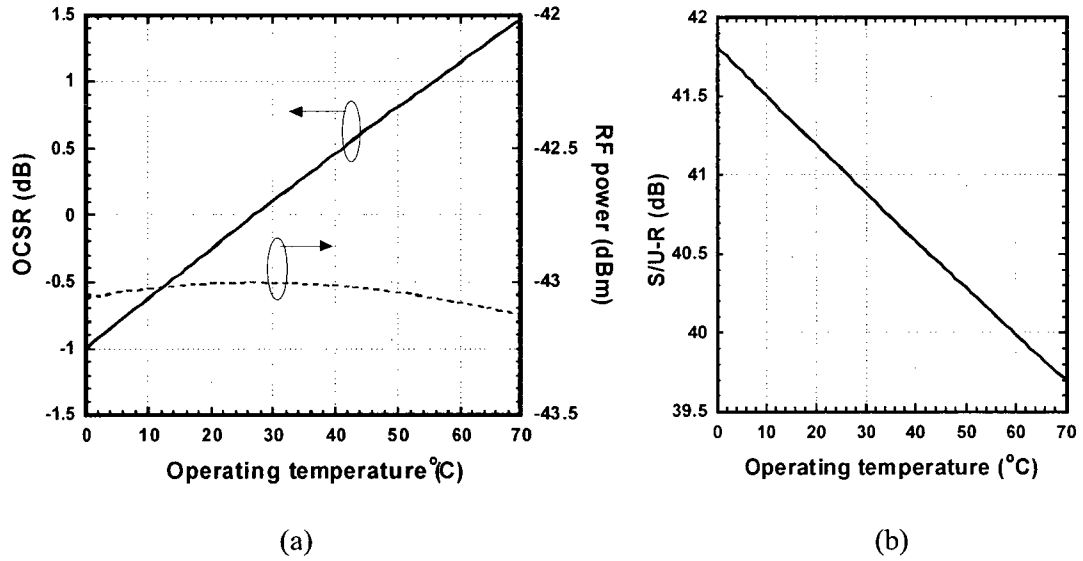 1.5
1
0.5
0
-0.5
-1
-1.5
OCSR (dB)
-42
-42.5
-43
-43.5
RF power (dBm)
0 10 20 30 40 50 60 70
Operating temperature°(C)
42
41.5
41
40.5
40
39.5
S/U-R (dB)
0 10 20 30 40 50 60 70
Operating temperature (°C)
(a)
(b)